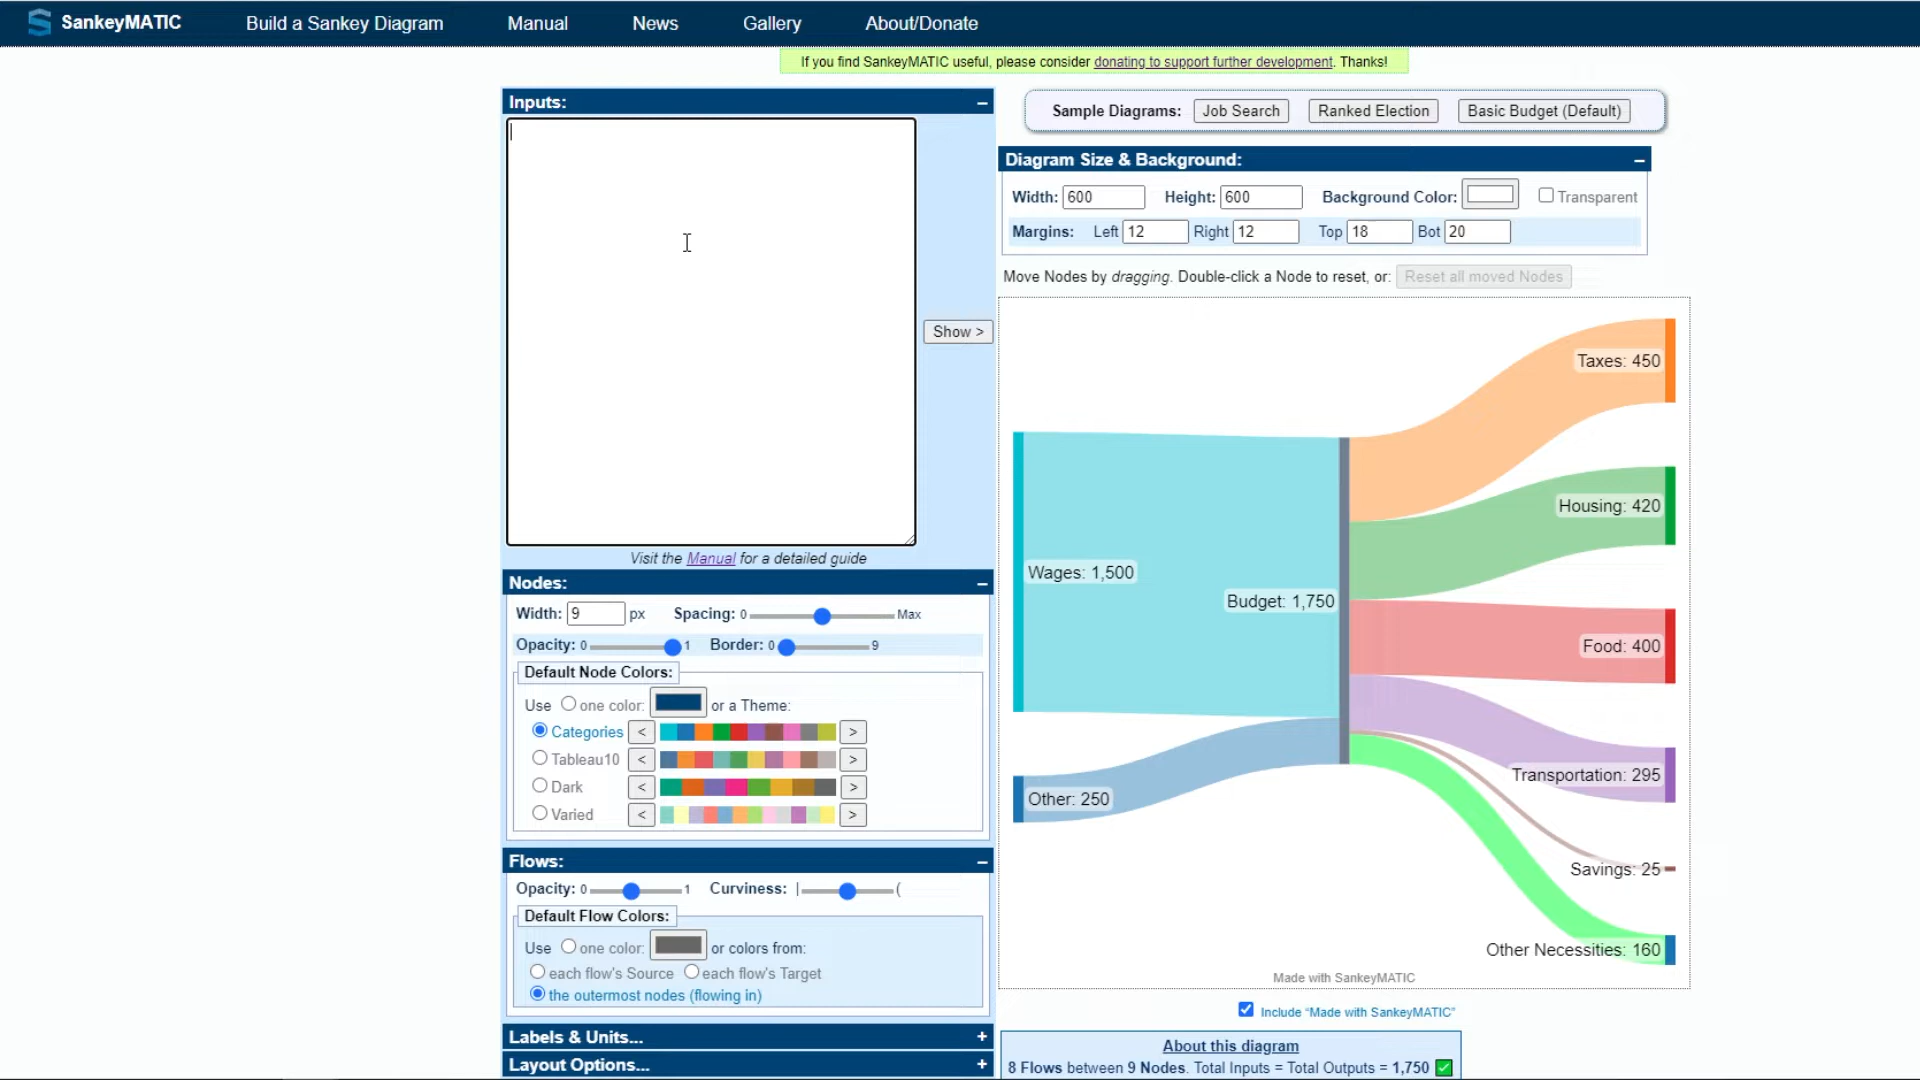 SankeyMATIC
Build a Sankey Diagram
Manual
News
Gallery
About/Donate
If you find SankeyMATIC useful, please consider donating to support further development. Thanks!
Inputs:
–
Show >
Visit the Manual for a detailed guide
Nodes:
–
Width: 9 px Spacing: 0 Max
Opacity: 0 1 Border: 0 9
Default Node Colors:
Use one color: or a Theme:
Categories < >
Tableau10 < >
Dark < >
Varied < >
Flows:
–
Opacity: 0 1 Curviness: | (
Default Flow Colors:
Use one color: or colors from:
each flow's Source each flow's Target
the outermost nodes (flowing in)
Labels & Units... +
Layout Options... +
Sample Diagrams: Job Search Ranked Election Basic Budget (Default)
Diagram Size & Background:
–
Width: 600 Height: 600 Background Color: Transparent
Margins: Left 12 Right 12 Top 18 Bot 20
Move Nodes by dragging. Double-click a Node to reset, or: Reset all moved Nodes
Taxes: 450
Housing: 420
Wages: 1,500
Budget: 1,750
Food: 400
Transportation: 295
Other: 250
Savings: 25
Other Necessities: 160
Made with SankeyMATIC
Include “Made with SankeyMATIC”
About this diagram
8 Flows between 9 Nodes. Total Inputs = Total Outputs = 1,750 ✅